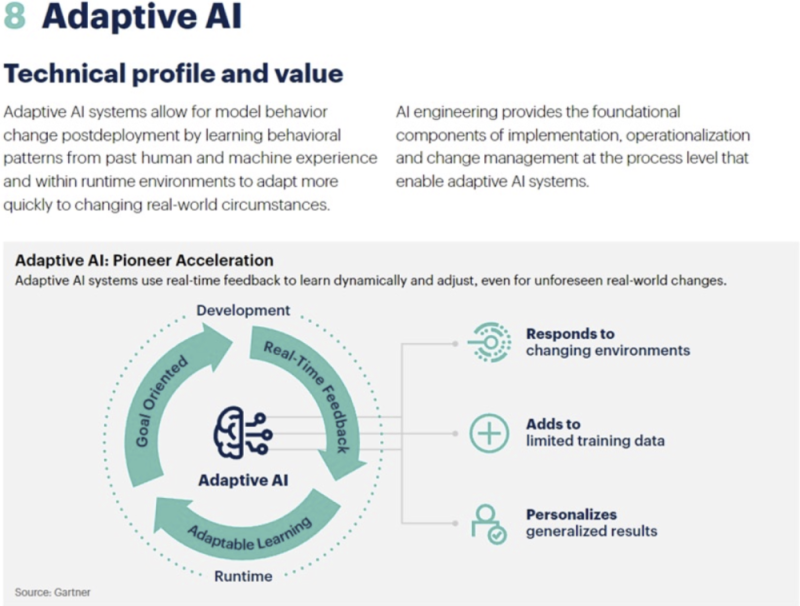 8 Adaptive AI
Technical profile and value
Adaptive AI systems allow for model behavior
change postdeployment by learning behavioral
patterns from past human and machine experience
and within runtime environments to adapt more
quickly to changing real-world circumstances.
AI engineering provides the foundational
components of implementation, operationalization
and change management at the process level that
enable adaptive AI systems.
Adaptive AI: Pioneer Acceleration
Adaptive AI systems use real-time feedback to learn dynamically and adjust, even for unforeseen real-world changes.
Development
Goal Oriented
Real-Time Feedback
Adaptive AI
Adaptable Learning
Runtime
Responds to
changing environments
Adds to
limited training data
Personalizes
generalized results
Source: Gartner